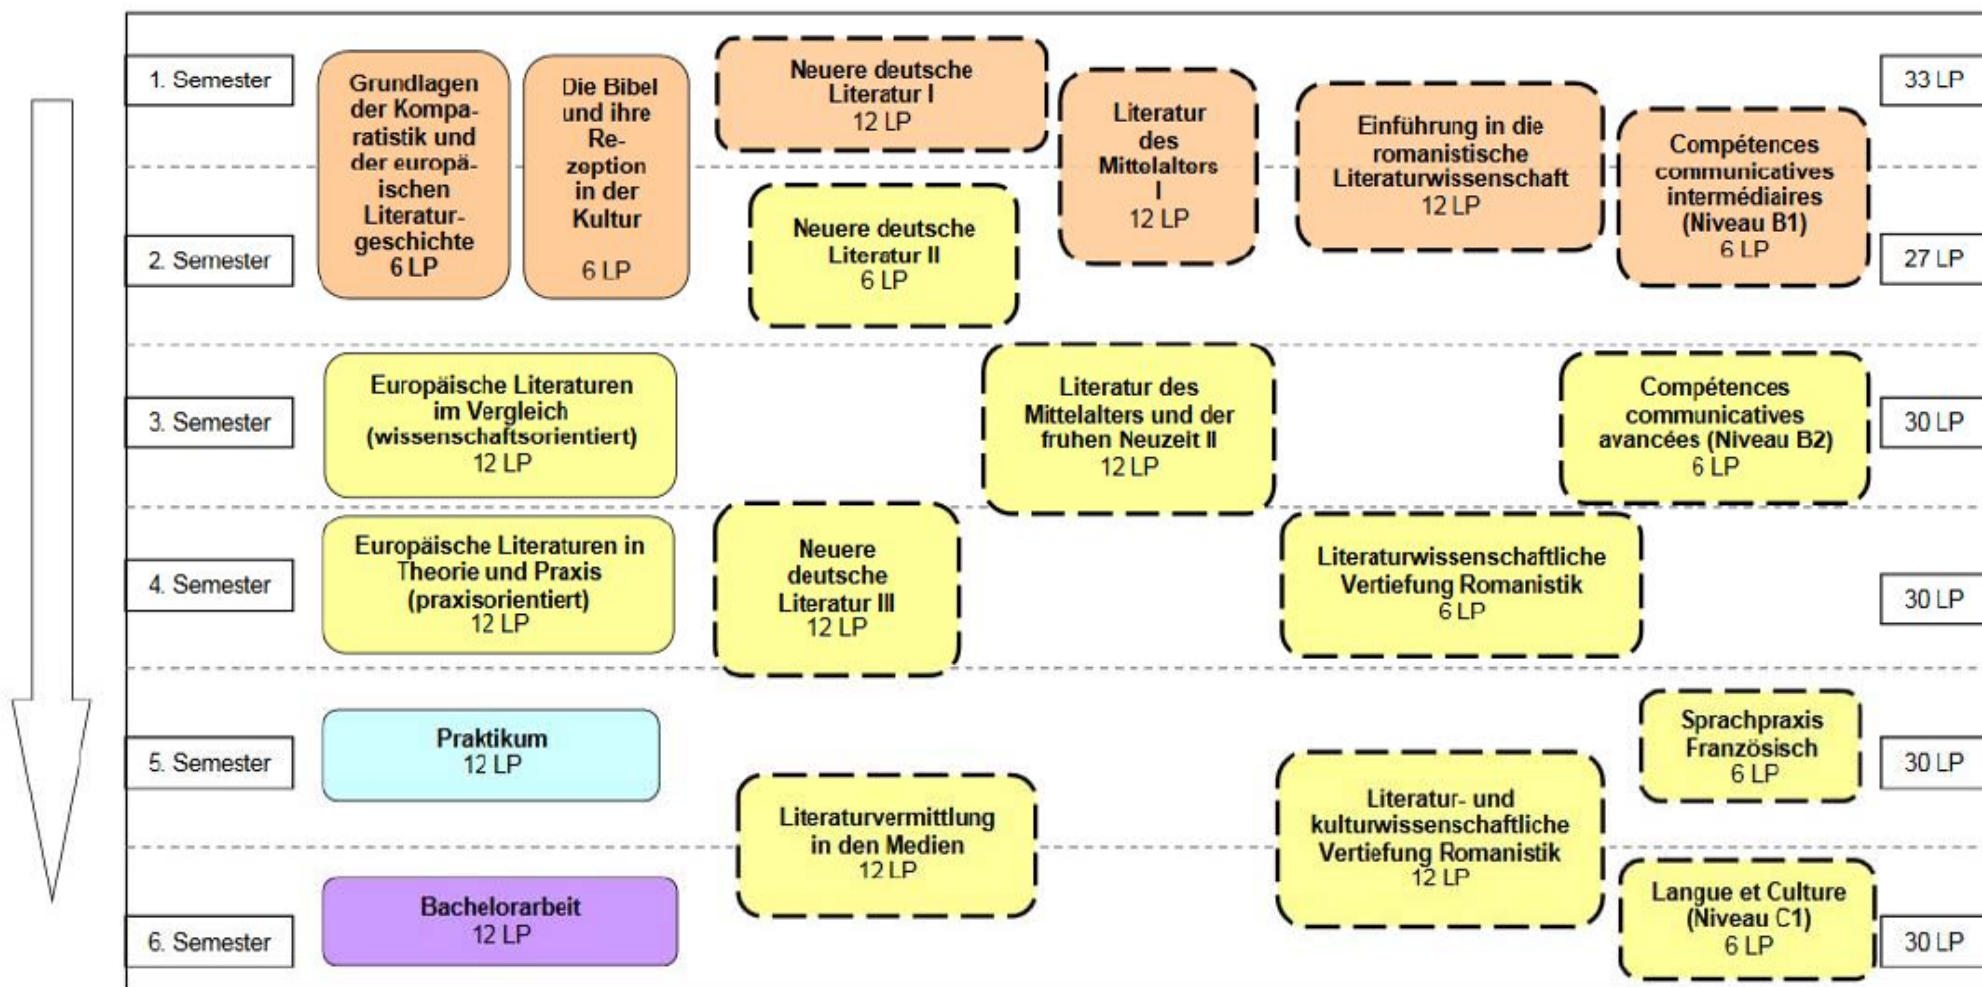 1. Semester
Grundlagen
der Kompa-
ratistik und
der europä-
ischen
Literatur-
geschichte
6 LP
Die Bibel
und ihre
Re-
zeption
in der
Kultur
6 LP
Neuere deutsche
Literatur I
12 LP
Literatur
des
Mittelalters
I
12 LP
Einführung in die
romanistische
Literaturwissenschaft
12 LP
Compétences
communicatives
intermédiaires
(Niveau B1)
6 LP
33 LP
2. Semester
Neuere deutsche
Literatur II
6 LP
27 LP
3. Semester
Europäische Literaturen
im Vergleich
(wissenschaftsorientiert)
12 LP
Literatur des
Mittelalters und der
frühen Neuzeit II
12 LP
Compétences
communicatives
avancées (Niveau B2)
6 LP
30 LP
4. Semester
Europäische Literaturen in
Theorie und Praxis
(praxisorientiert)
12 LP
Neuere
deutsche
Literatur III
12 LP
Literaturwissenschaftliche
Vertiefung Romanistik
6 LP
30 LP
5. Semester
Praktikum
12 LP
Literaturvermittlung
in den Medien
12 LP
Literatur- und
kulturwissenschaftliche
Vertiefung Romanistik
12 LP
Sprachpraxis
Französisch
6 LP
30 LP
6. Semester
Bachelorarbeit
12 LP
Langue et Culture
(Niveau C1)
6 LP
30 LP